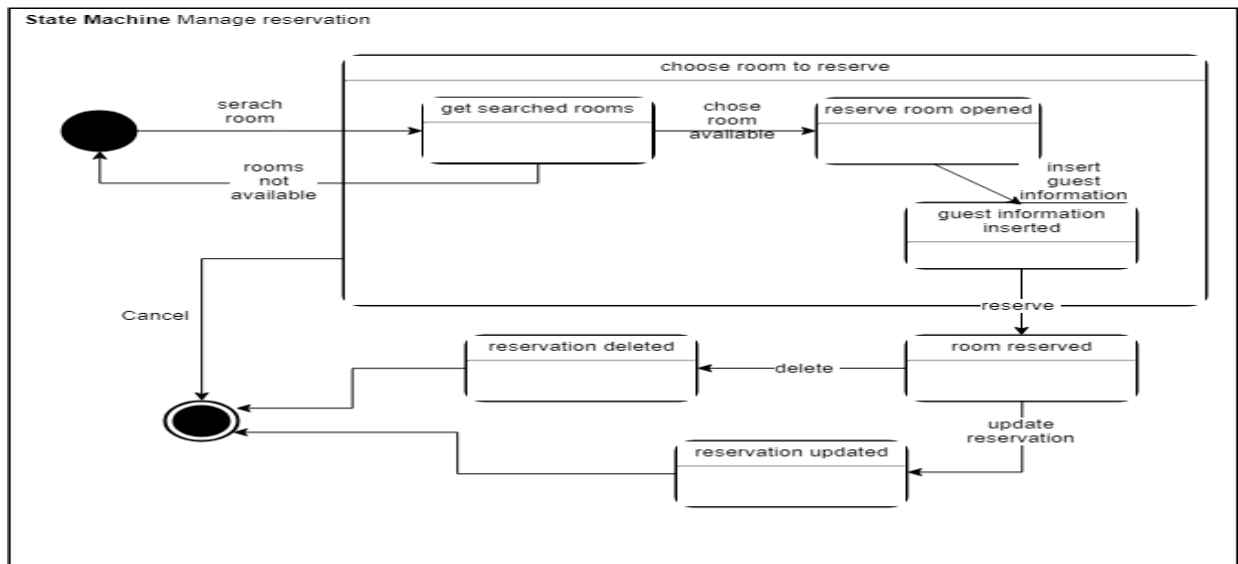 State Machine Manage reservation
choose room to reserve
serach
room
get searched rooms
chose
room
available
reserve room opened
rooms
not
available
insert
guest
information
guest information
inserted
Cancel
reserve
reservation deleted
delete
room reserved
update
reservation
reservation updated